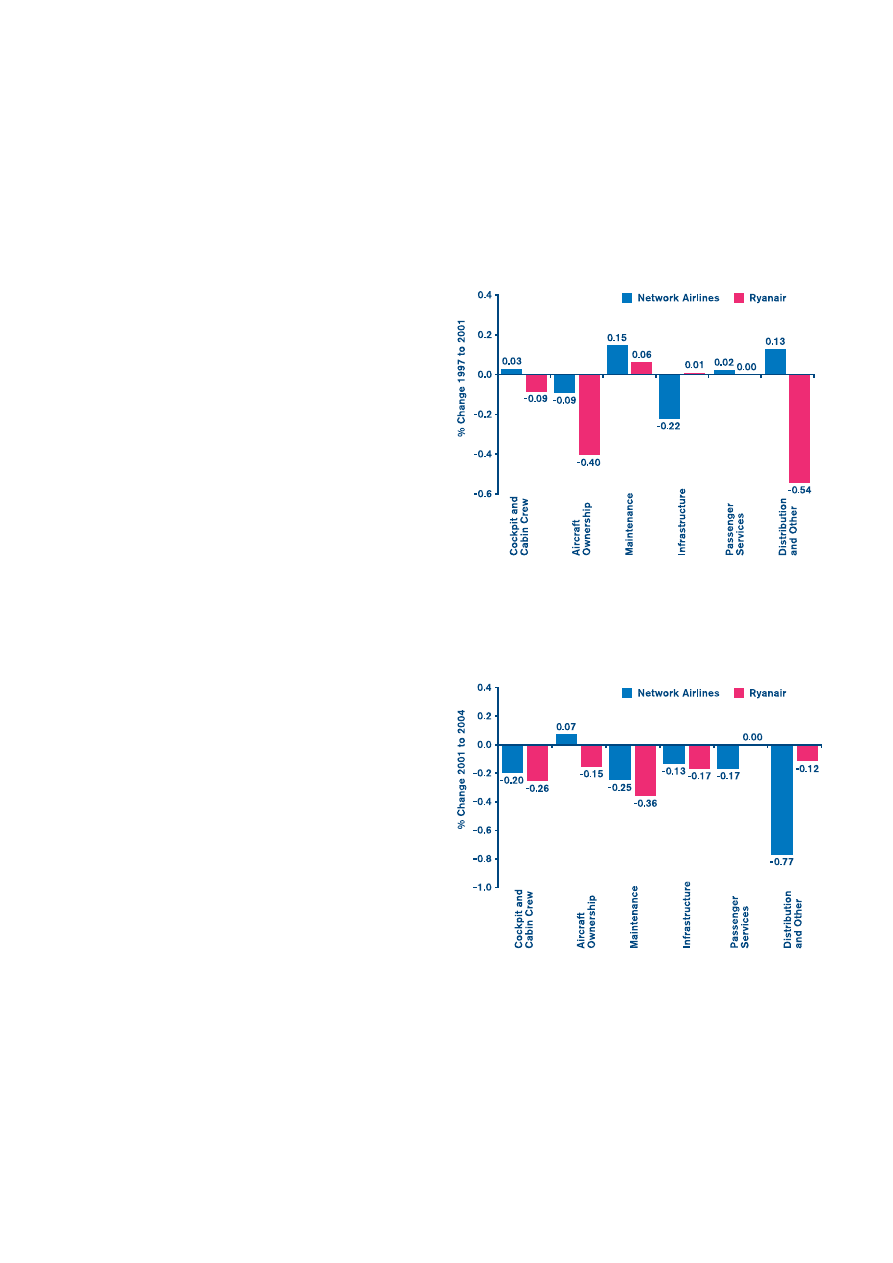 Network Airlines
Ryanair
% Change 1997 to 2001
0.4
0.2
0.0
-0.2
-0.4
-0.6
0.03
-0.09
-0.09
-0.40
0.15
0.06
-0.22
0.01
0.02
0.00
0.13
-0.54
Cockpit and
Cabin Crew
Aircraft
Ownership
Maintenance
Infrastructure
Passenger
Services
Distribution
and Other
Network Airlines
Ryanair
% Change 2001 to 2004
0.4
0.2
0.0
-0.2
-0.4
-0.6
-0.8
-1.0
-0.20
-0.26
0.07
-0.15
-0.25
-0.36
-0.13
-0.17
-0.17
0.00
-0.77
-0.12
Cockpit and
Cabin Crew
Aircraft
Ownership
Maintenance
Infrastructure
Passenger
Services
Distribution
and Other